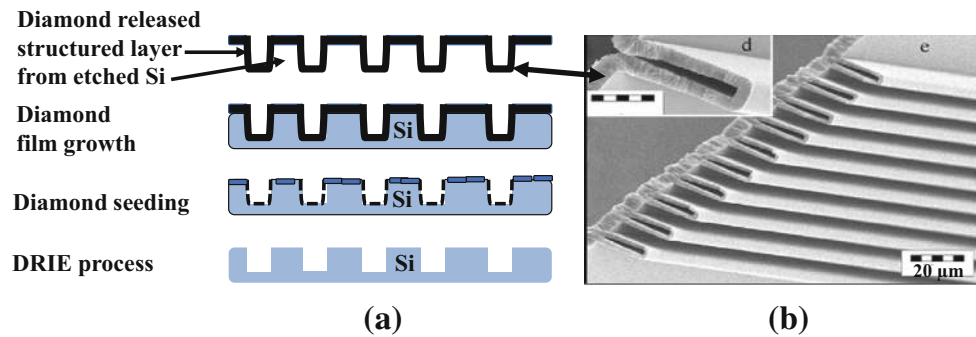 Diamond released
structured layer
from etched Si
Diamond
film growth
Si
Diamond seeding
Si
DRIE process
Si
(a)
d
e
20 µm
(b)